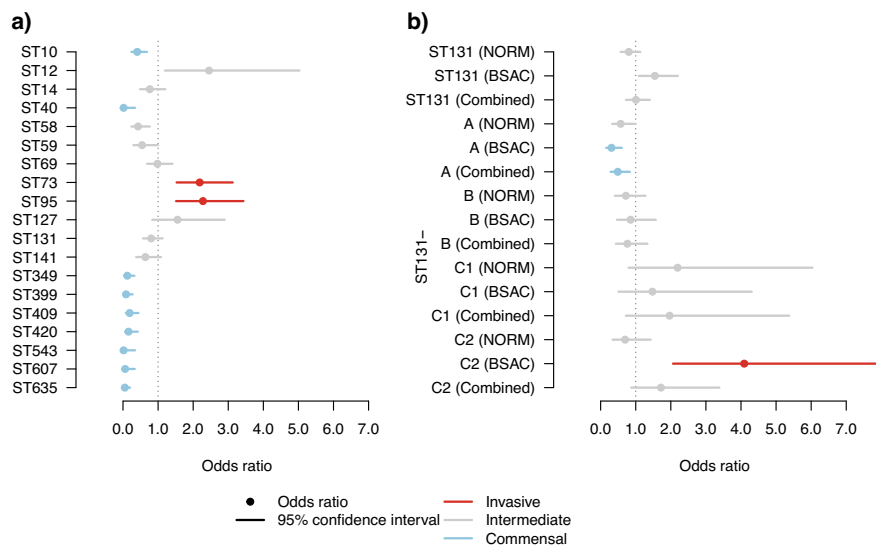 a)
ST10
ST12
ST14
ST40
ST58
ST59
ST69
ST73
ST95
ST127
ST131
ST141
ST349
ST399
ST409
ST420
ST543
ST607
ST635
0.0 1.0 2.0 3.0 4.0 5.0 6.0 7.0
Odds ratio
b)
ST131 (NORM)
ST131 (BSAC)
ST131 (Combined)
A (NORM)
A (BSAC)
A (Combined)
B (NORM)
B (BSAC)
B (Combined)
C1 (NORM)
C1 (BSAC)
C1 (Combined)
C2 (NORM)
C2 (BSAC)
C2 (Combined)
ST131–
0.0 1.0 2.0 3.0 4.0 5.0 6.0 7.0
Odds ratio
Odds ratio
95% confidence interval
Invasive
Intermediate
Commensal